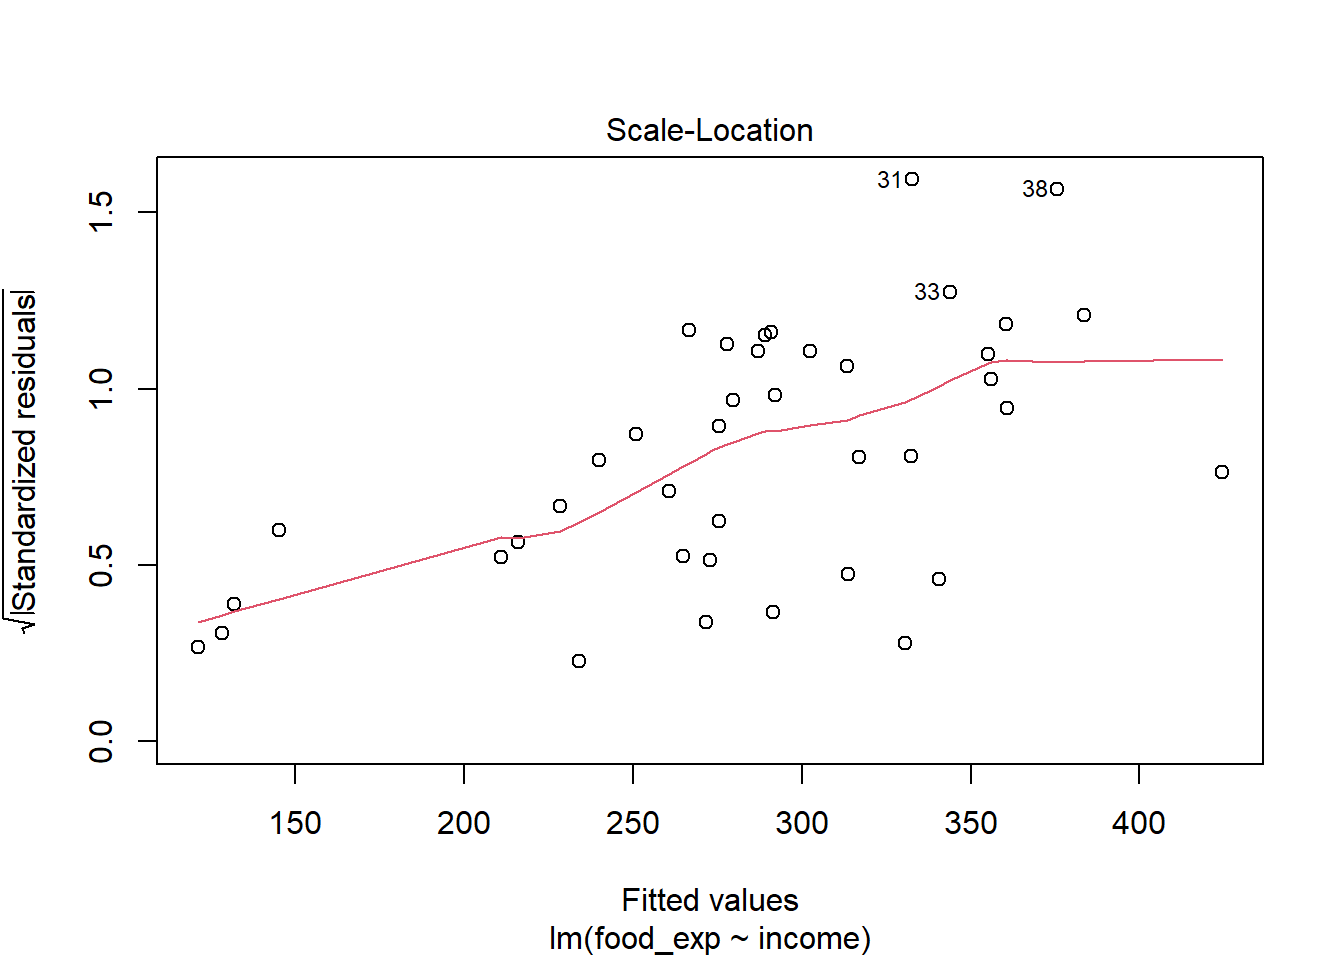 Scale-Location
√|Standardized residuals|
1.5
1.0
0.5
0.0
31
38
33
150 200 250 300 350 400
Fitted values
lm(food_exp ~ income)